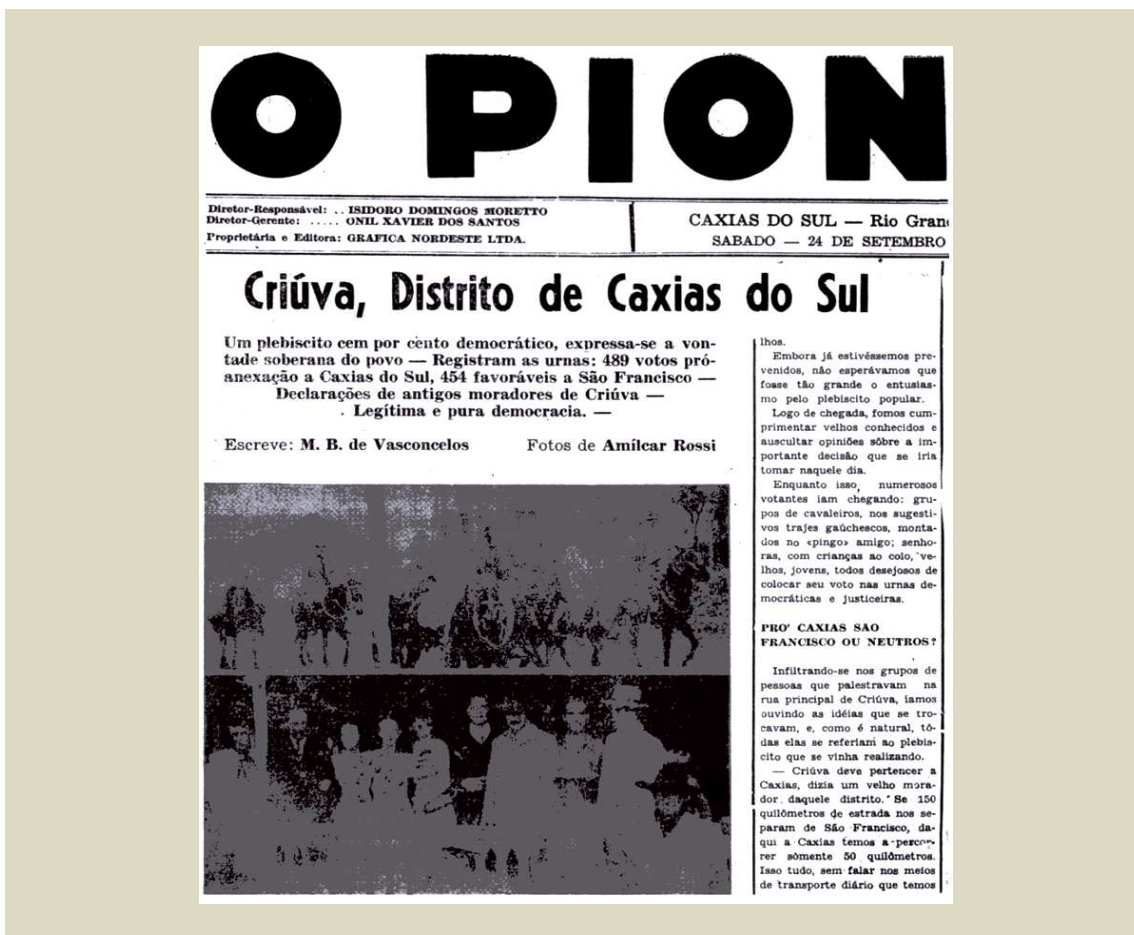 O PION
Diretor-Responsável: .. ISIDORO DOMINGOS MORETTO
Diretor-Gerente: ..... ONIL XAVIER DOS SANTOS
Proprietária e Editora: GRAFICA NORDESTE LTDA.
CAXIAS DO SUL — Rio Gran
SABADO — 24 DE SETEMBRO
Criúva, Distrito de Caxias do Sul
Um plebiscito cem por cento democrático, expressa-se a von-
tade soberana do povo — Registram as urnas: 489 votos pró-
anexação a Caxias do Sul, 454 favoráveis a São Francisco —
Declarações de antigos moradores de Criúva —
Legítima e pura democracia. —
Escreve: M. B. de Vasconcelos
Fotos de Amílcar Rossi
lhos.
Embora já estivéssemos pre-
venidos, não esperávamos que
fosse tão grande o entusias-
mo pelo plebiscito popular.
Logo de chegada, fomos cum-
primentar velhos conhecidos e
auscultar opiniões sôbre a im-
portante decisão que se iria
tomar naquele dia.
Enquanto isso, numerosos
votantes iam chegando: gru-
pos de cavaleiros, nos sugesti-
vos trajes gaúchescos, monta-
dos no «pingo» amigo; senho-
ras, com crianças ao colo, ve-
lhos, jovens, todos desejosos de
colocar seu voto nas urnas de-
mocráticas e justiceiras.
PRO' CAXIAS SAO
FRANCISCO OU NEUTROS?
Infiltrando-se nos grupos de
pessoas que palestravam na
rua principal de Criúva, íamos
ouvindo as idéias que se tro-
cavam, e, como é natural, tô-
das elas se referiam ao plebis-
cito que se vinha realizando.
— Criúva deve pertencer a
Caxias, dizia um velho mora-
dor daquele distrito. Se 150
quilômetros de estrada nos se-
param de São Francisco, da-
qui a Caxias temos a percor-
rer sòmente 50 quilômetros.
Isso tudo, sem falar nos meios
de transporte diário que temos